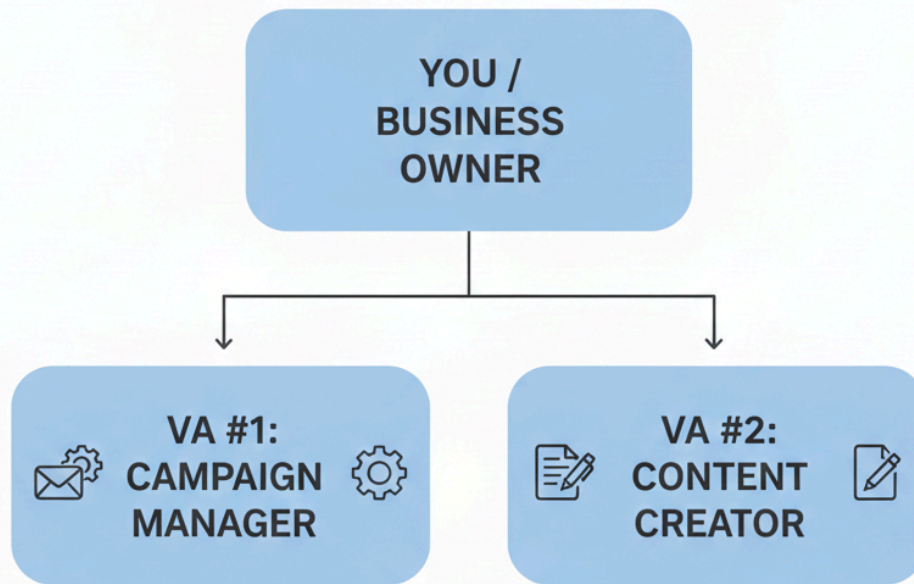 YOU /
BUSINESS
OWNER
VA #1:
CAMPAIGN
MANAGER
VA #2:
CONTENT
CREATOR